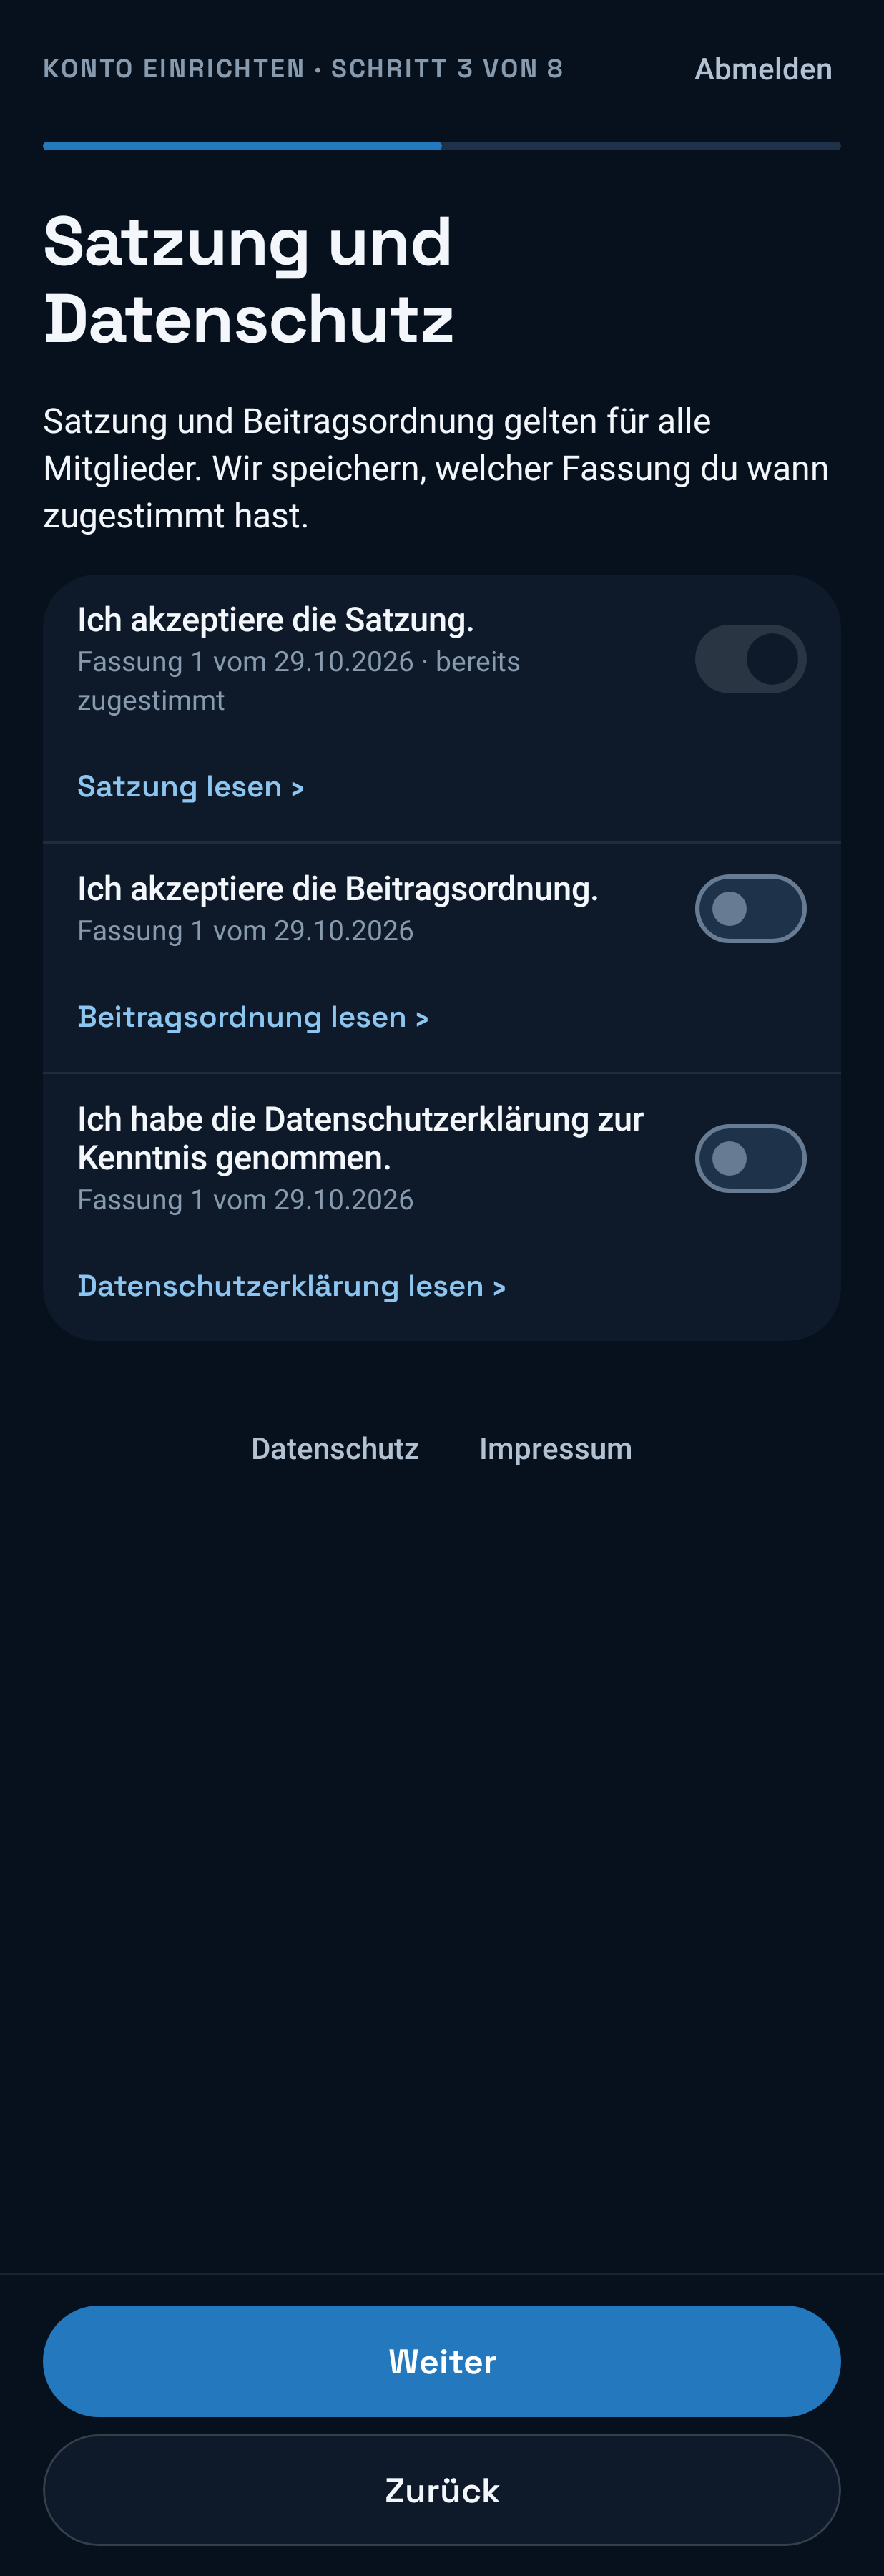 KONTO EINRICHTEN · SCHRITT 3 VON 8
Abmelden
Satzung und
Datenschutz
Satzung und Beitragsordnung gelten für alle
Mitglieder. Wir speichern, welcher Fassung du wann
zugestimmt hast.
Ich akzeptiere die Satzung.
Fassung 1 vom 29.10.2026 · bereits
zugestimmt
Satzung lesen >
Ich akzeptiere die Beitragsordnung.
Fassung 1 vom 29.10.2026
Beitragsordnung lesen >
Ich habe die Datenschutzerklärung zur
Kenntnis genommen.
Fassung 1 vom 29.10.2026
Datenschutzerklärung lesen >
Datenschutz
Impressum
Weiter
Zurück